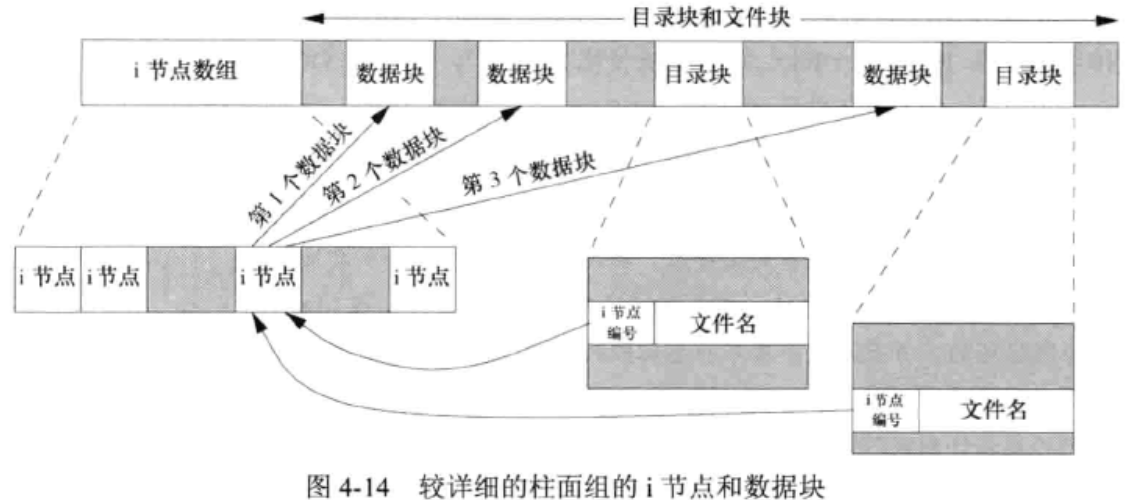 目录块和文件块
i 节点数组
数据块
数据块
目录块
数据块
目录块
第 1 个数据块
第 2 个数据块
第 3 个数据块
i 节点
i 节点
i 节点
i 节点
i 节点
编号
文件名
i 节点
编号
文件名
图 4-14 较详细的柱面组的 i 节点和数据块